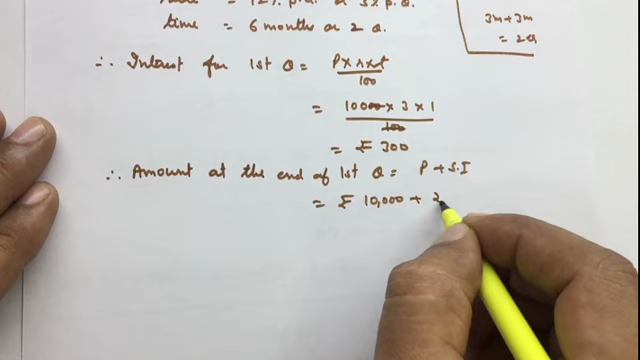 = 12% p.a. or 3% p.Q.
time = 6 months or 2 Q.
3m + 3m
= 2Q
∴ Interest for 1st Q = P × r × t
100
= 10000 × 3 × 1
100
= ₹ 300
∴ Amount at the end of 1st Q = P + S.I
= ₹ 10,000 +